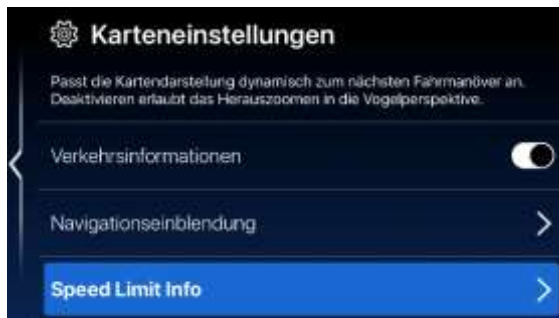 Karteneinstellungen
Passt die Kartendarstellung dynamisch zum nächsten Fahrmanöver an.
Deaktivieren erlaubt das Herauszoomen in die Vogelperspektive.
Verkehrsinformationen
Navigationseinblendung
Speed Limit Info